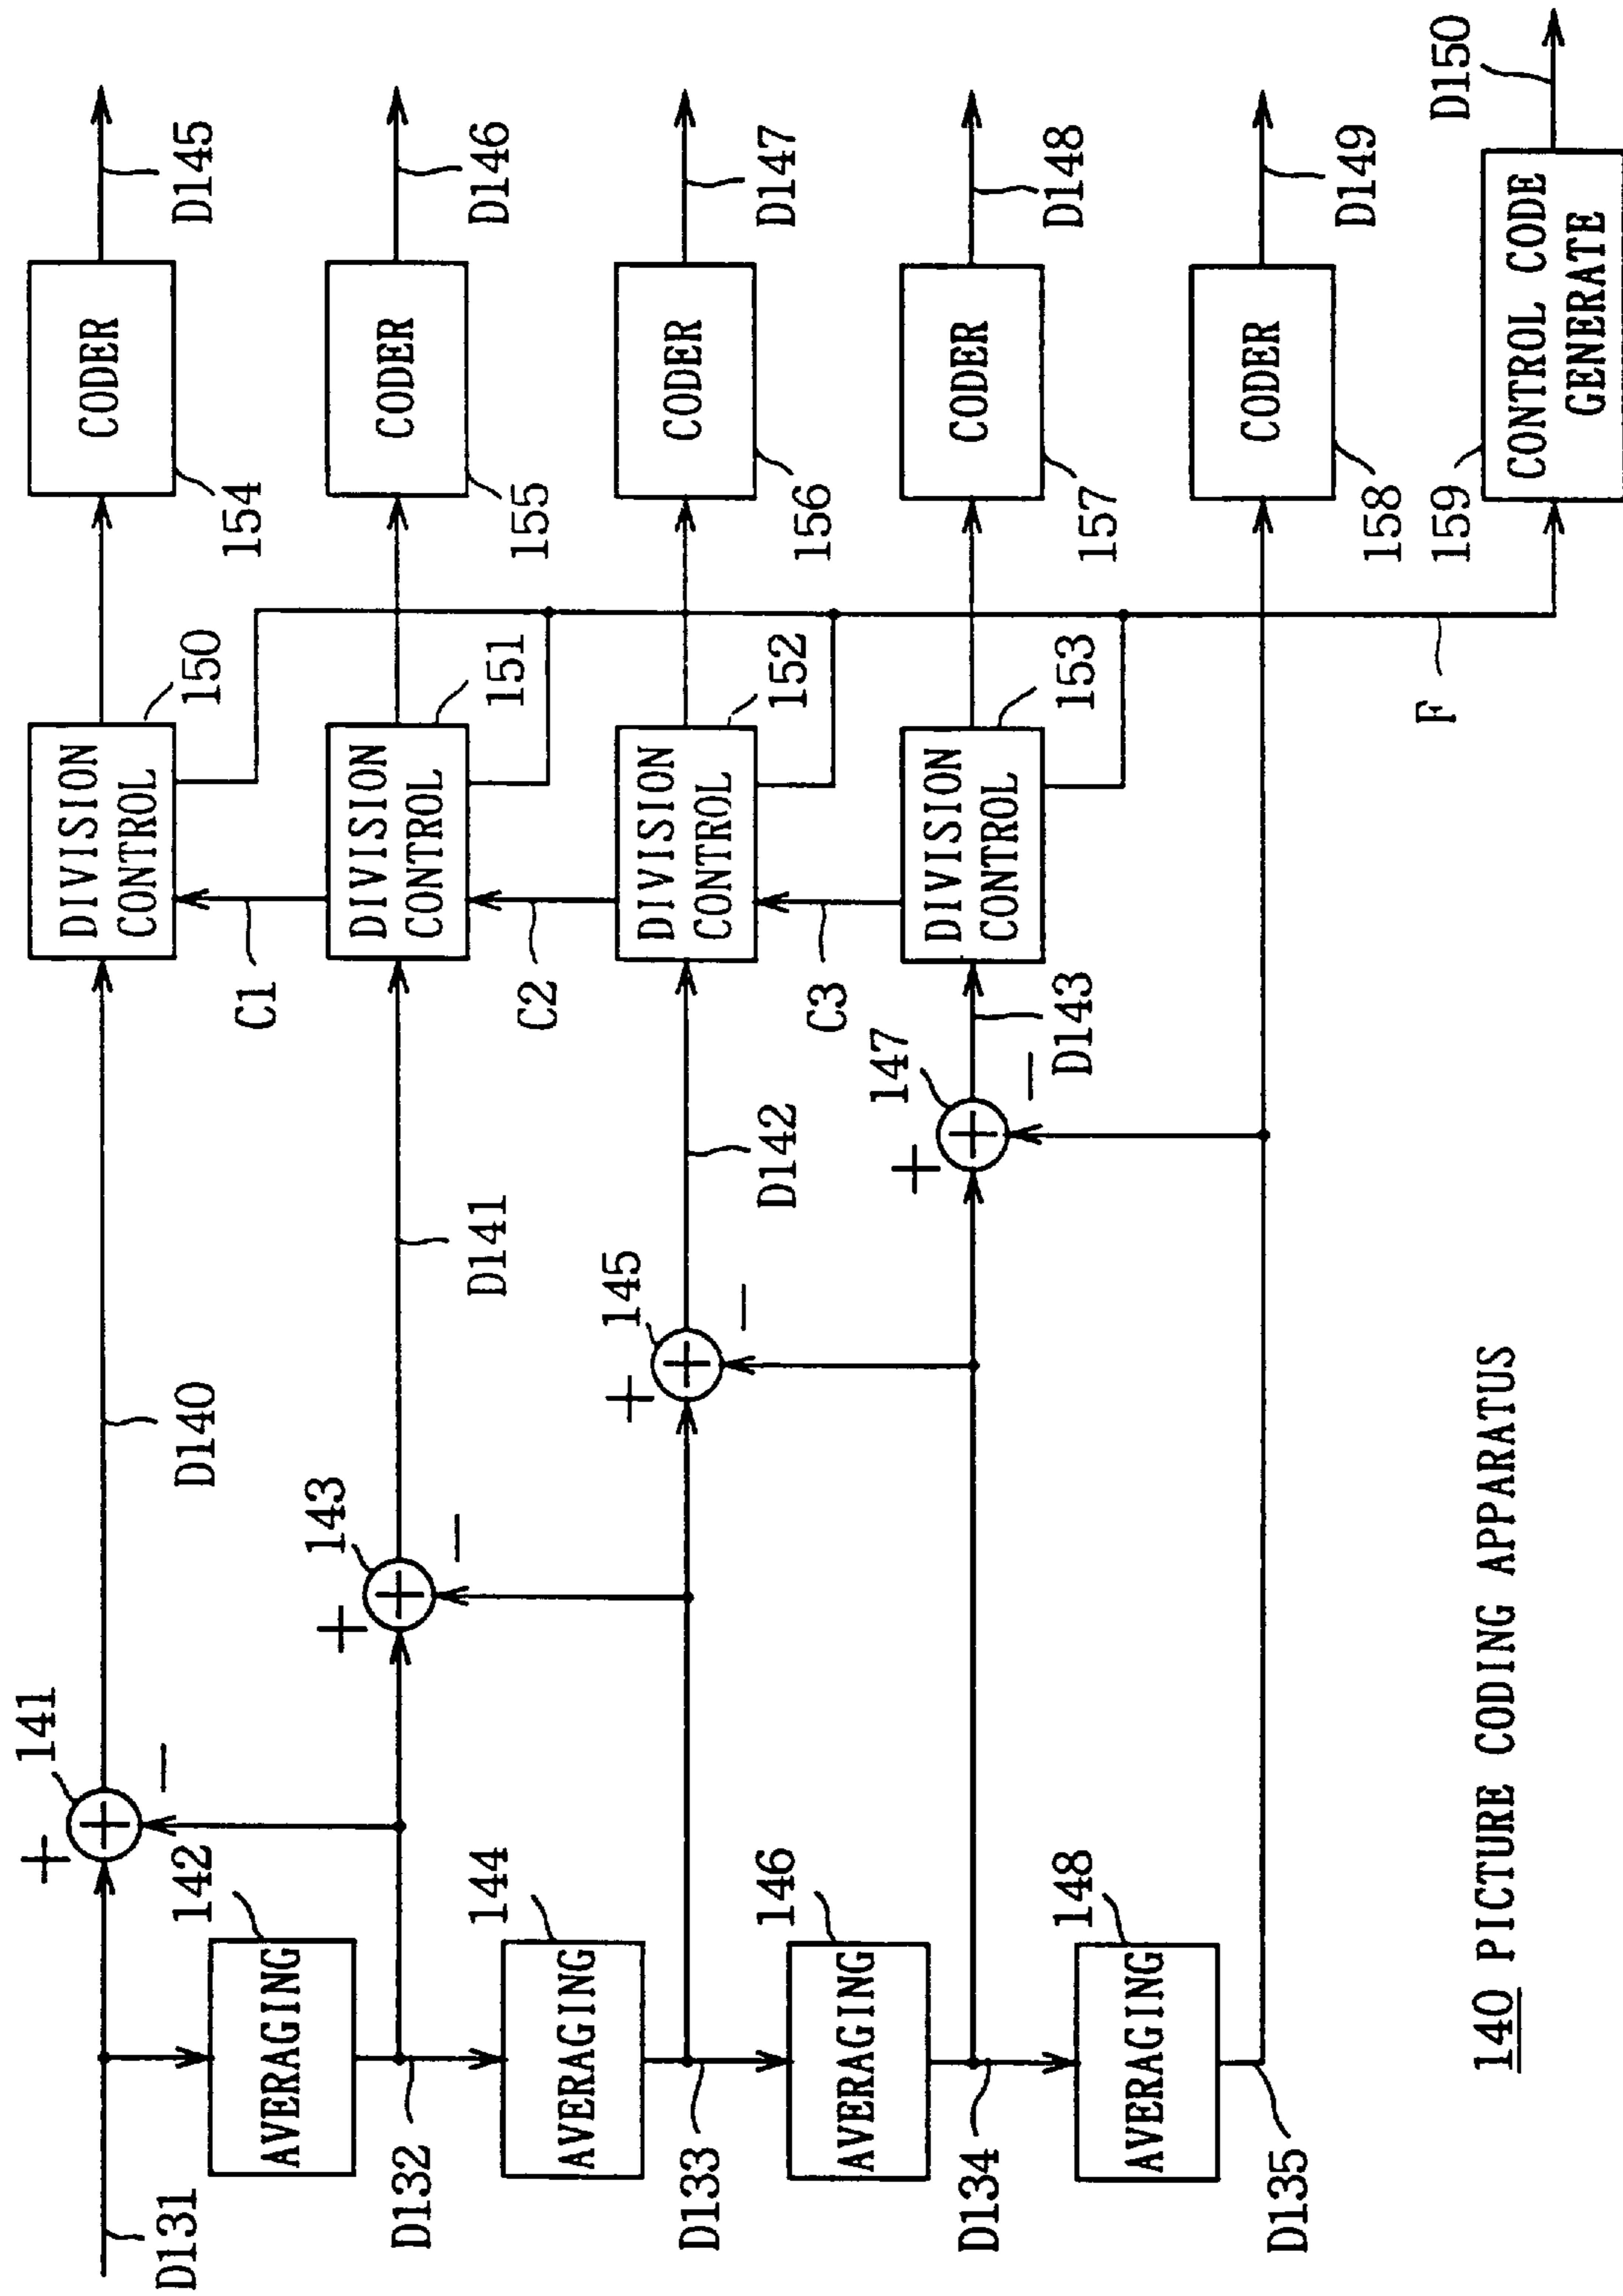 D131
+
141
−
D140
DIVISION
CONTROL
150
CODER
154
D145
AVERAGING
142
D132
+
143
−
D141
C1
DIVISION
CONTROL
151
CODER
155
D146
AVERAGING
144
D133
+
145
−
D142
C2
DIVISION
CONTROL
152
CODER
156
D147
AVERAGING
146
D134
+
147
−
D143
C3
DIVISION
CONTROL
153
CODER
157
D148
AVERAGING
148
D135
CODER
158
D149
F
159
CONTROL CODE
GENERATE
D150
140 PICTURE CODING APPARATUS